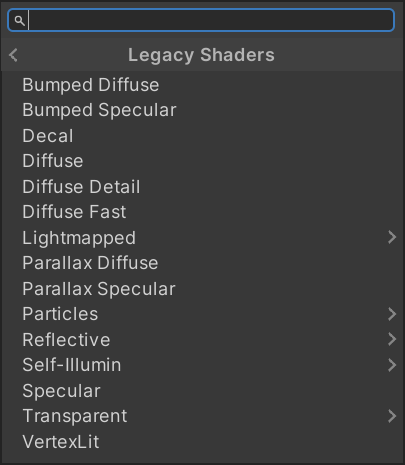 Legacy Shaders
Bumped Diffuse
Bumped Specular
Decal
Diffuse
Diffuse Detail
Diffuse Fast
Lightmapped
Parallax Diffuse
Parallax Specular
Particles
Reflective
Self-Illumin
Specular
Transparent
VertexLit